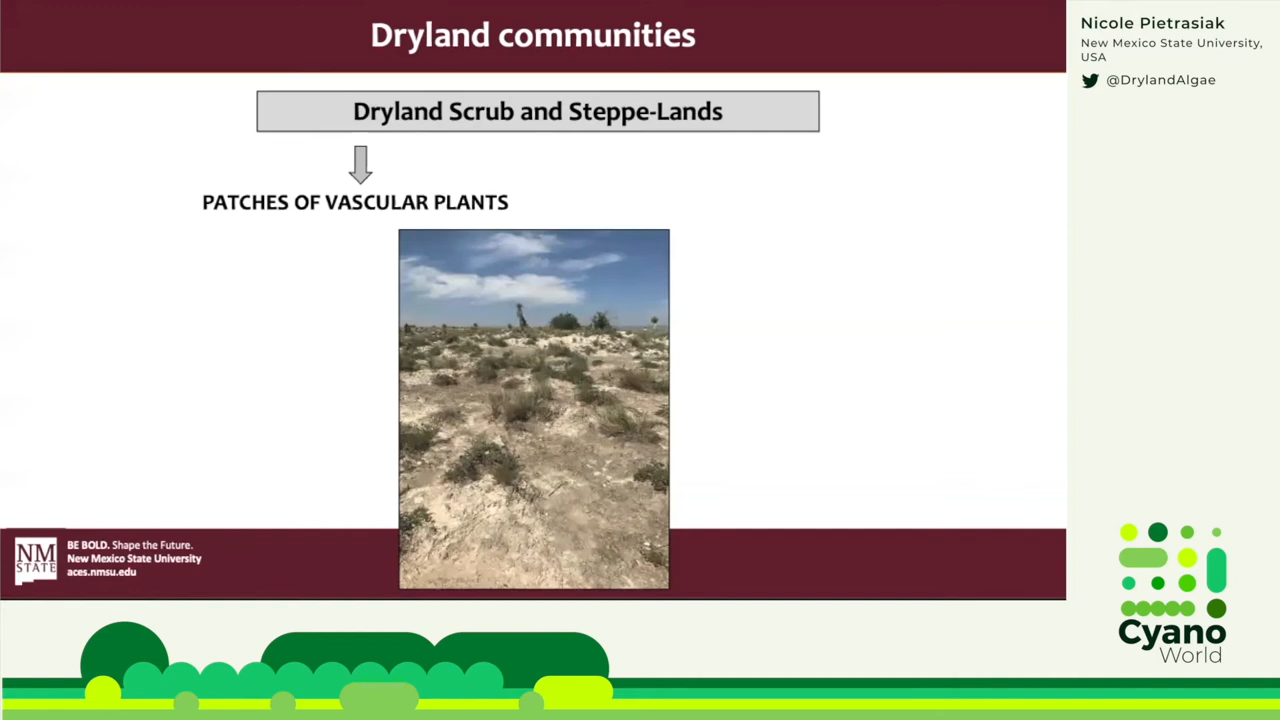 Dryland communities
Dryland Scrub and Steppe-Lands
PATCHES OF VASCULAR PLANTS
NM
STATE
BE BOLD. Shape the Future.
New Mexico State University
aces.nmsu.edu
Nicole Pietrasiak
New Mexico State University,
USA
@DrylandAlgae
Cyano
World